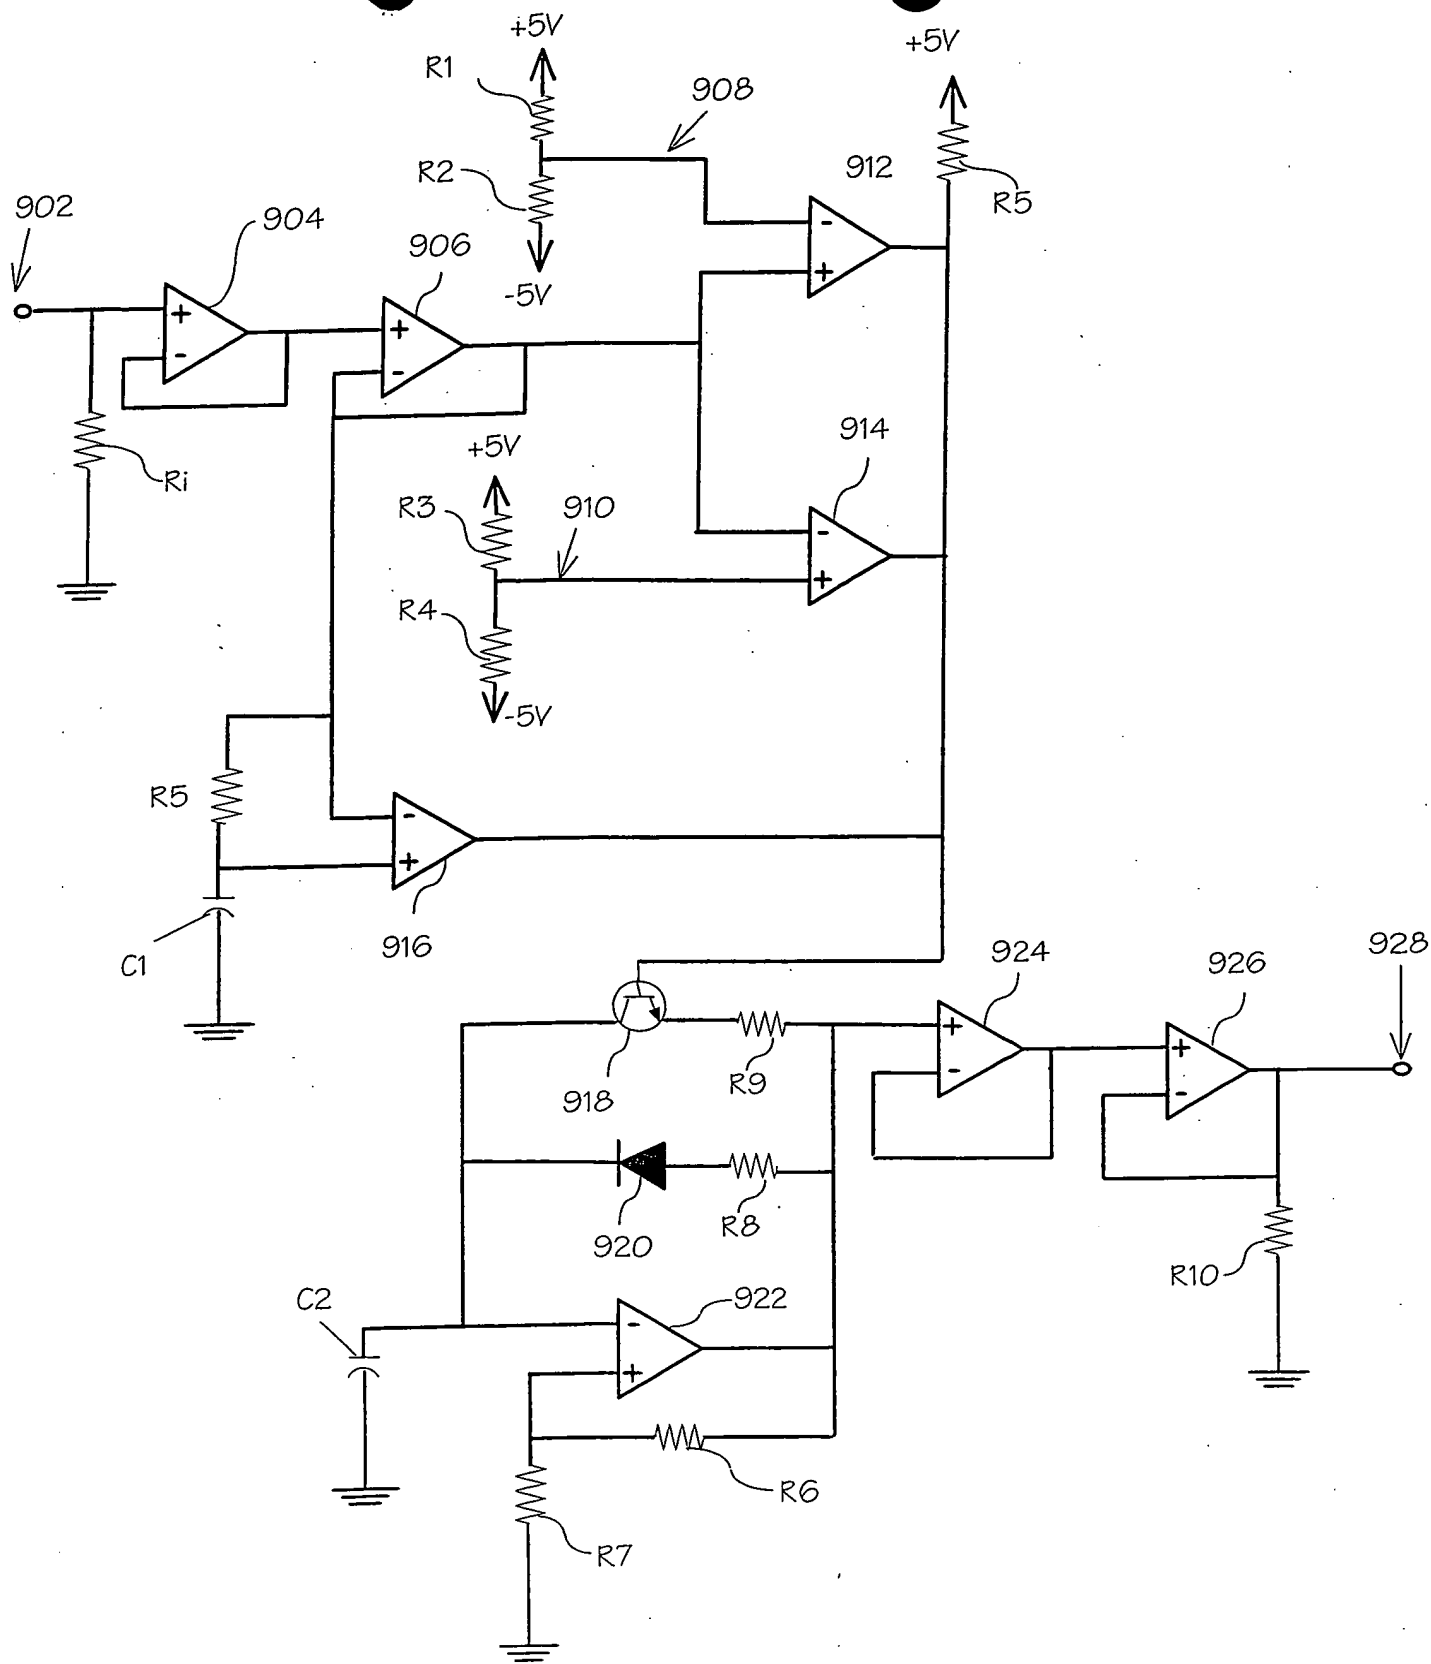 +5V
+5V
R1
908
R2
912
R5
902
904
906
-
+
-5V
+
-
+
-
914
+5V
Ri
R3
910
-
+
R4
-5V
R5
-
+
916
C1
924
926
928
+
-
+
-
918
R9
920
R8
R10
C2
922
-
+
R6
R7